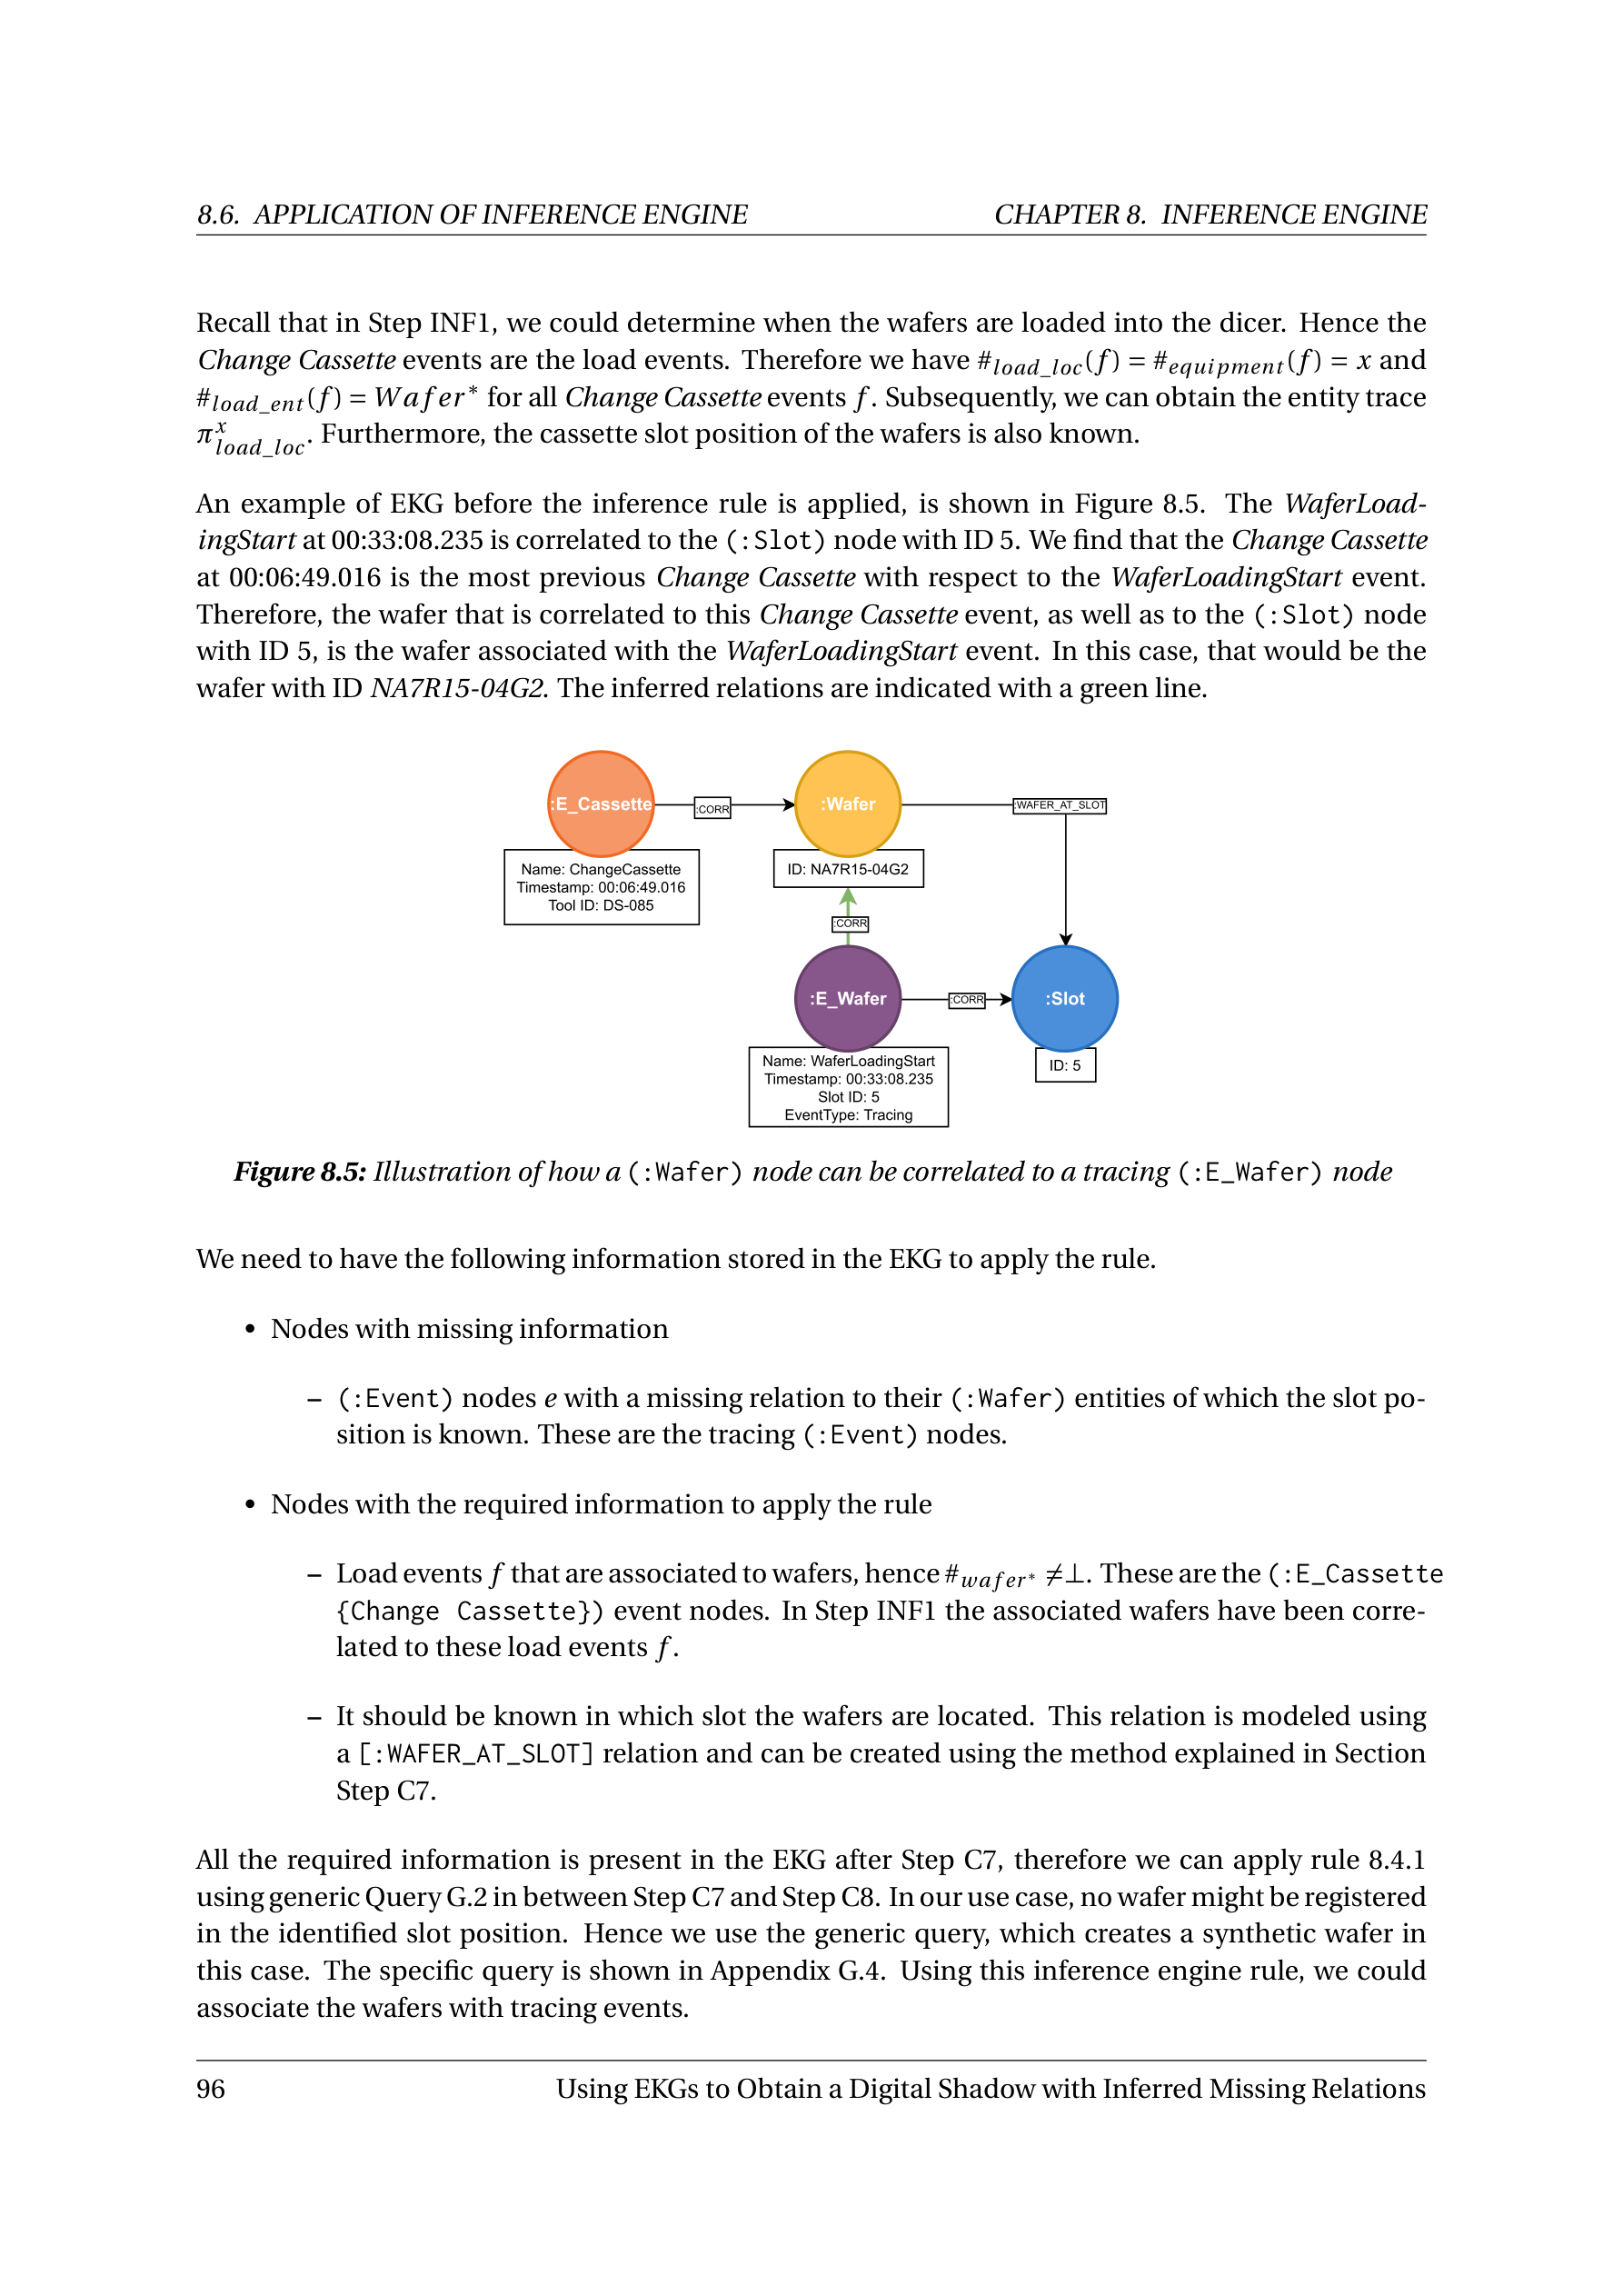 8.6. APPLICATION OF INFERENCE ENGINE CHAPTER 8. INFERENCE ENGINE
Recall that in Step INF1, we could determine when the wafers are loaded into the dicer. Hence the
Change Cassette events are the load events. Therefore we have #load_loc(f) = #equipment(f) = x and
#load_ent(f) = Wafer* for all Change Cassette events f. Subsequently, we can obtain the entity trace
π^x_load_loc. Furthermore, the cassette slot position of the wafers is also known.
An example of EKG before the inference rule is applied, is shown in Figure 8.5. The WaferLoad-
ingStart at 00:33:08.235 is correlated to the (:Slot) node with ID 5. We find that the Change Cassette
at 00:06:49.016 is the most previous Change Cassette with respect to the WaferLoadingStart event.
Therefore, the wafer that is correlated to this Change Cassette event, as well as to the (:Slot) node
with ID 5, is the wafer associated with the WaferLoadingStart event. In this case, that would be the
wafer with ID NA7R15-04G2. The inferred relations are indicated with a green line.
:E_Cassette :CORR :Wafer :WAFER_AT_SLOT
Name: ChangeCassette
Timestamp: 00:06:49.016
Tool ID: DS-085
ID: NA7R15-04G2
:CORR
:E_Wafer :CORR :Slot
Name: WaferLoadingStart
Timestamp: 00:33:08.235
Slot ID: 5
EventType: Tracing
ID: 5
Figure 8.5: Illustration of how a (:Wafer) node can be correlated to a tracing (:E_Wafer) node
We need to have the following information stored in the EKG to apply the rule.
• Nodes with missing information
– (:Event) nodes e with a missing relation to their (:Wafer) entities of which the slot po-
sition is known. These are the tracing (:Event) nodes.
• Nodes with the required information to apply the rule
– Load events f that are associated to wafers, hence #wafer* ≠⊥. These are the (:E_Cassette
{Change Cassette}) event nodes. In Step INF1 the associated wafers have been corre-
lated to these load events f.
– It should be known in which slot the wafers are located. This relation is modeled using
a [:WAFER_AT_SLOT] relation and can be created using the method explained in Section
Step C7.
All the required information is present in the EKG after Step C7, therefore we can apply rule 8.4.1
using generic Query G.2 in between Step C7 and Step C8. In our use case, no wafer might be registered
in the identified slot position. Hence we use the generic query, which creates a synthetic wafer in
this case. The specific query is shown in Appendix G.4. Using this inference engine rule, we could
associate the wafers with tracing events.
96 Using EKGs to Obtain a Digital Shadow with Inferred Missing Relations